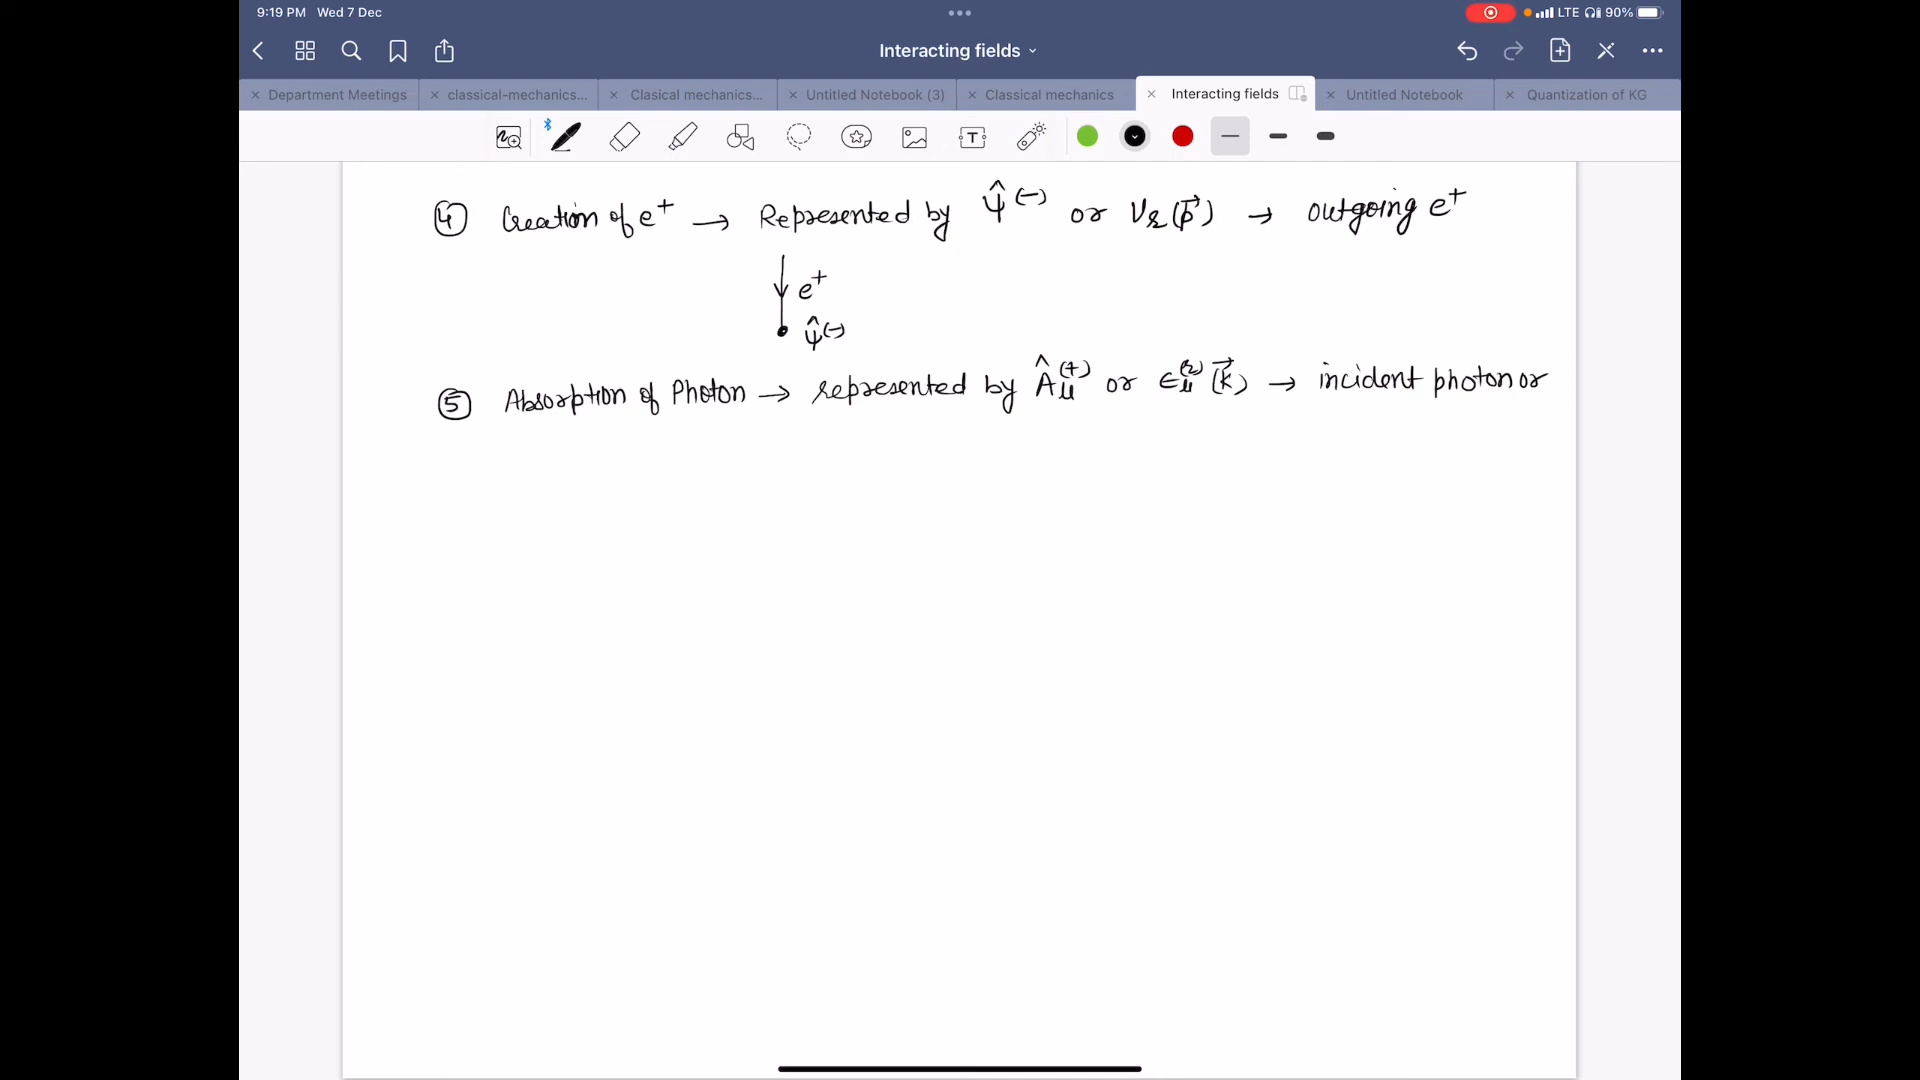 9:19 PM Wed 7 Dec
LTE 90%
Interacting fields
Department Meetings
classical-mechanics...
Clasical mechanics...
Untitled Notebook (3)
Classical mechanics
Interacting fields
Untitled Notebook
Quantization of KG
④ Creation of e⁺ → Represented by ψ̂⁽⁻⁾ or V_r(p⃗) → outgoing e⁺
e⁺
ψ̂⁽⁻⁾
⑤ Absorption of Photon → represented by Â_μ⁽⁺⁾ or ∈_μ⁽ʳ⁾(k⃗) → incident photon or